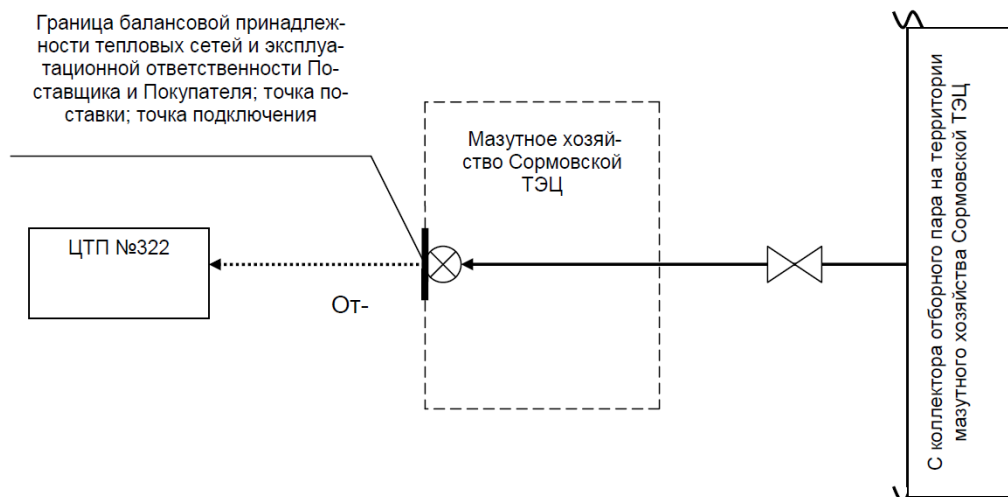 Граница балансовой принадлеж-
ности тепловых сетей и эксплуа-
тационной ответственности По-
ставщика и Покупателя; точка по-
ставки; точка подключения
Мазутное хозяй-
ство Сормовской
ТЭЦ
ЦТП №322
От-
С коллектора отборного пара на территории
мазутного хозяйства Сормовской ТЭЦ